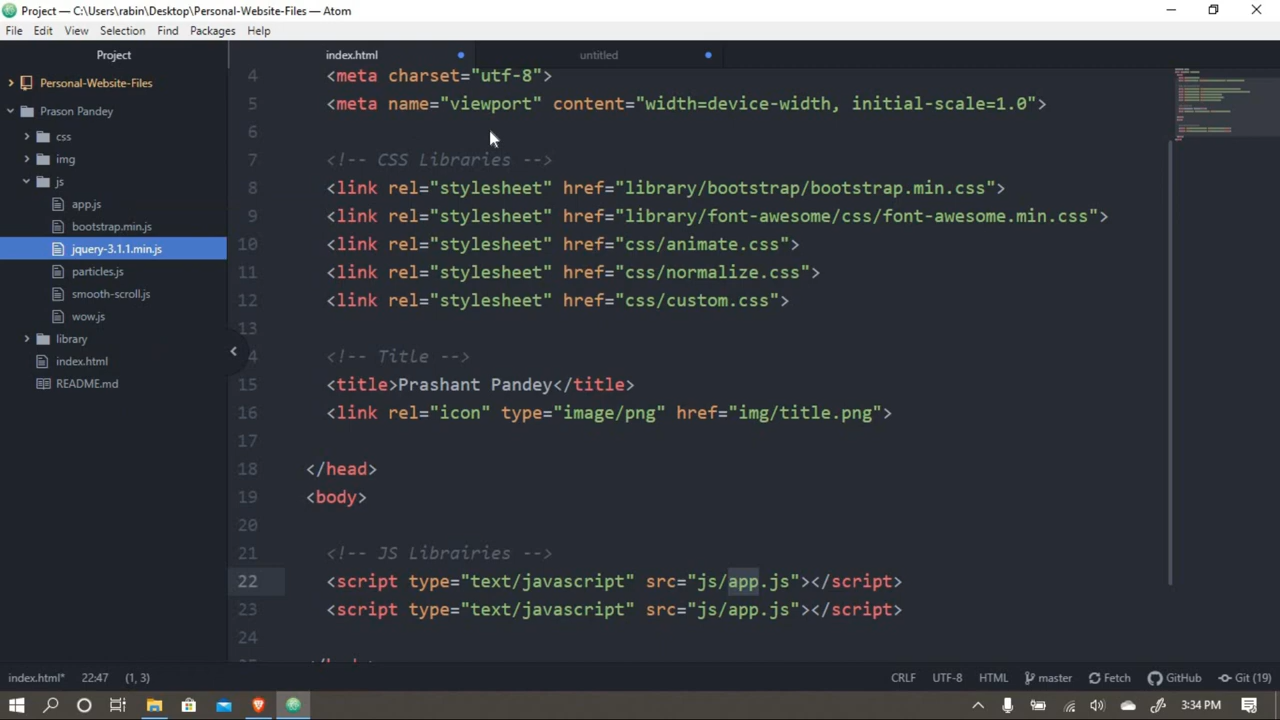 Project — C:\Users\rabin\Desktop\Personal-Website-Files — Atom
File Edit View Selection Find Packages Help
Project
index.html
untitled
Personal-Website-Files
Prason Pandey
css
img
js
app.js
bootstrap.min.js
jquery-3.1.1.min.js
particles.js
smooth-scroll.js
wow.js
library
index.html
README.md
4 <meta charset="utf-8">
5 <meta name="viewport" content="width=device-width, initial-scale=1.0">
6
7 <!-- CSS Libraries -->
8 <link rel="stylesheet" href="library/bootstrap/bootstrap.min.css">
9 <link rel="stylesheet" href="library/font-awesome/css/font-awesome.min.css">
10 <link rel="stylesheet" href="css/animate.css">
11 <link rel="stylesheet" href="css/normalize.css">
12 <link rel="stylesheet" href="css/custom.css">
13
4 <!-- Title -->
15 <title>Prashant Pandey</title>
16 <link rel="icon" type="image/png" href="img/title.png">
17
18 </head>
19 <body>
20
21 <!-- JS Librairies -->
22 <script type="text/javascript" src="js/app.js"></script>
23 <script type="text/javascript" src="js/app.js"></script>
24
index.html* 22:47 (1, 3) CRLF UTF-8 HTML master Fetch GitHub Git (19)
3:34 PM